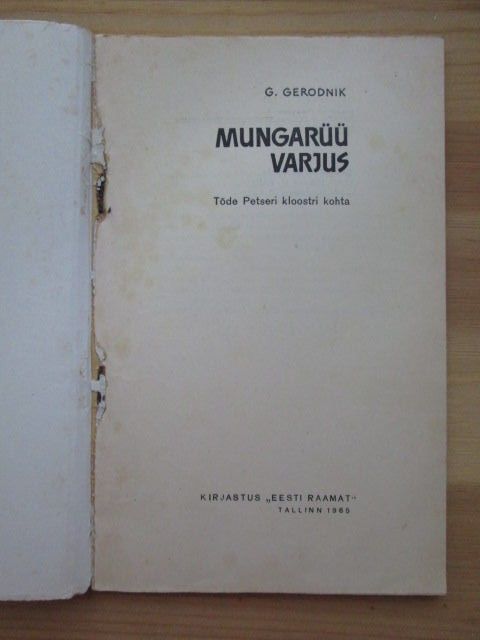 G. GERODNIK
MUNGARÜÜ
VARJUS
Tõde Petseri kloostri kohta
KIRJASTUS „EESTI RAAMAT“
TALLINN 1965